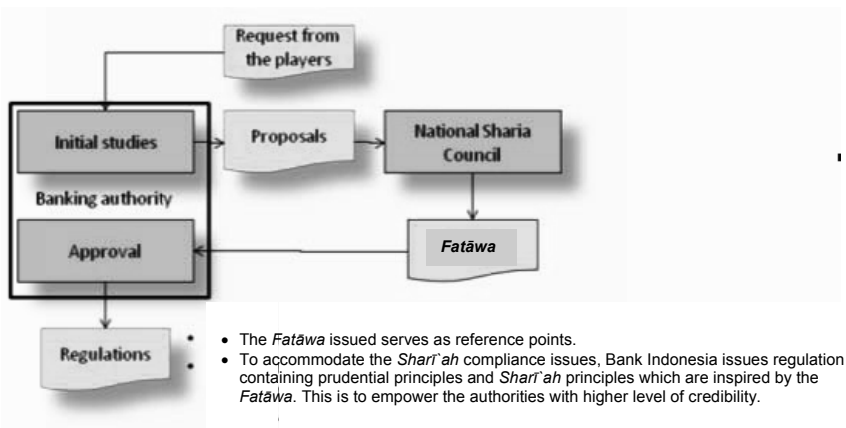 Request from
the players
Initial studies
Proposals
National Sharia
Council
Banking authority
Approval
Fatāwa
Regulations
• The Fatāwa issued serves as reference points.
• To accommodate the Sharī`ah compliance issues, Bank Indonesia issues regulation
containing prudential principles and Sharī`ah principles which are inspired by the
Fatāwa. This is to empower the authorities with higher level of credibility.